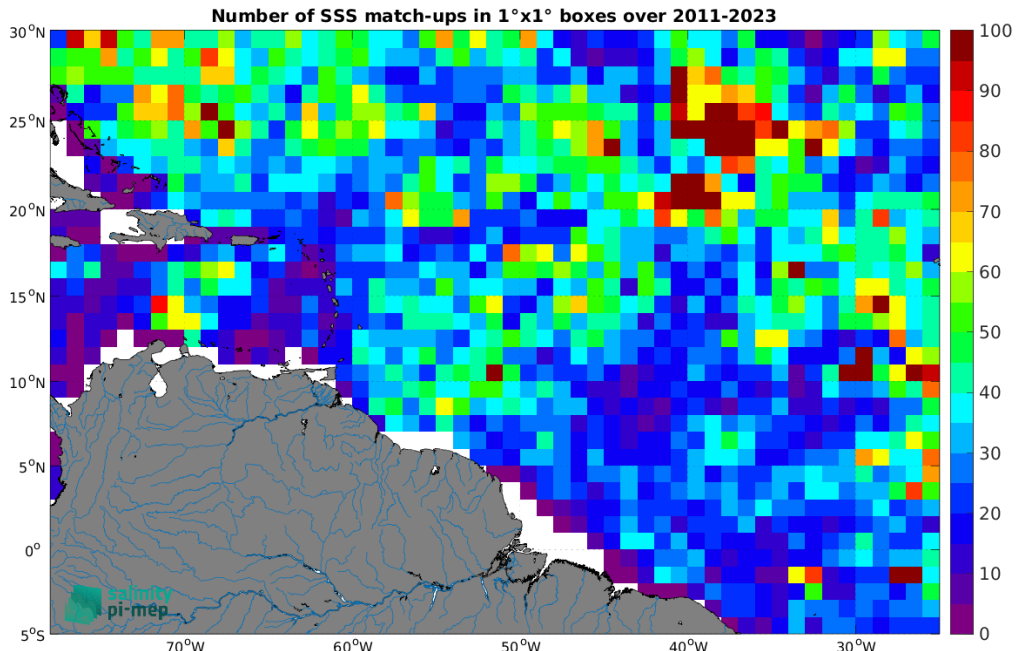 Number of SSS match-ups in 1°x1° boxes over 2011-2023
30°N
25°N
20°N
15°N
10°N
5°N
0°
5°S
70°W
60°W
50°W
40°W
30°W
100
90
80
70
60
50
40
30
20
10
0
salinity
pi-mep